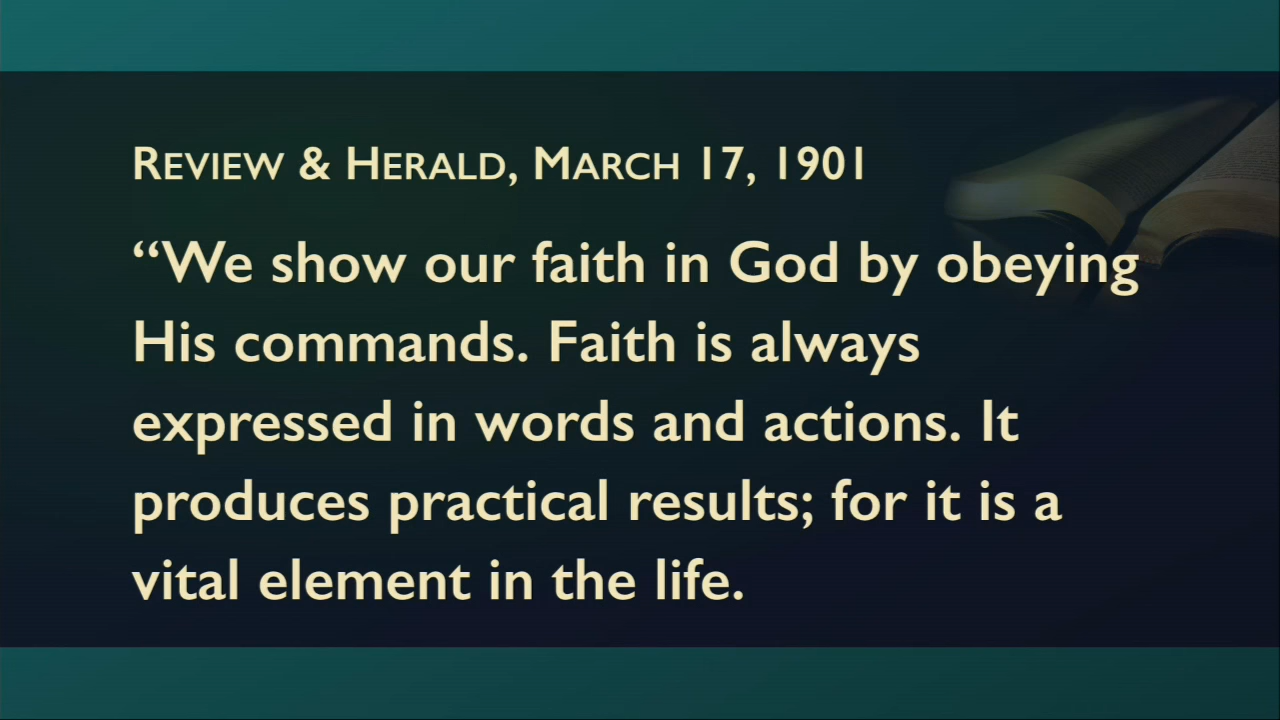 Review & Herald, March 17, 1901
“We show our faith in God by obeying
His commands. Faith is always
expressed in words and actions. It
produces practical results; for it is a
vital element in the life.